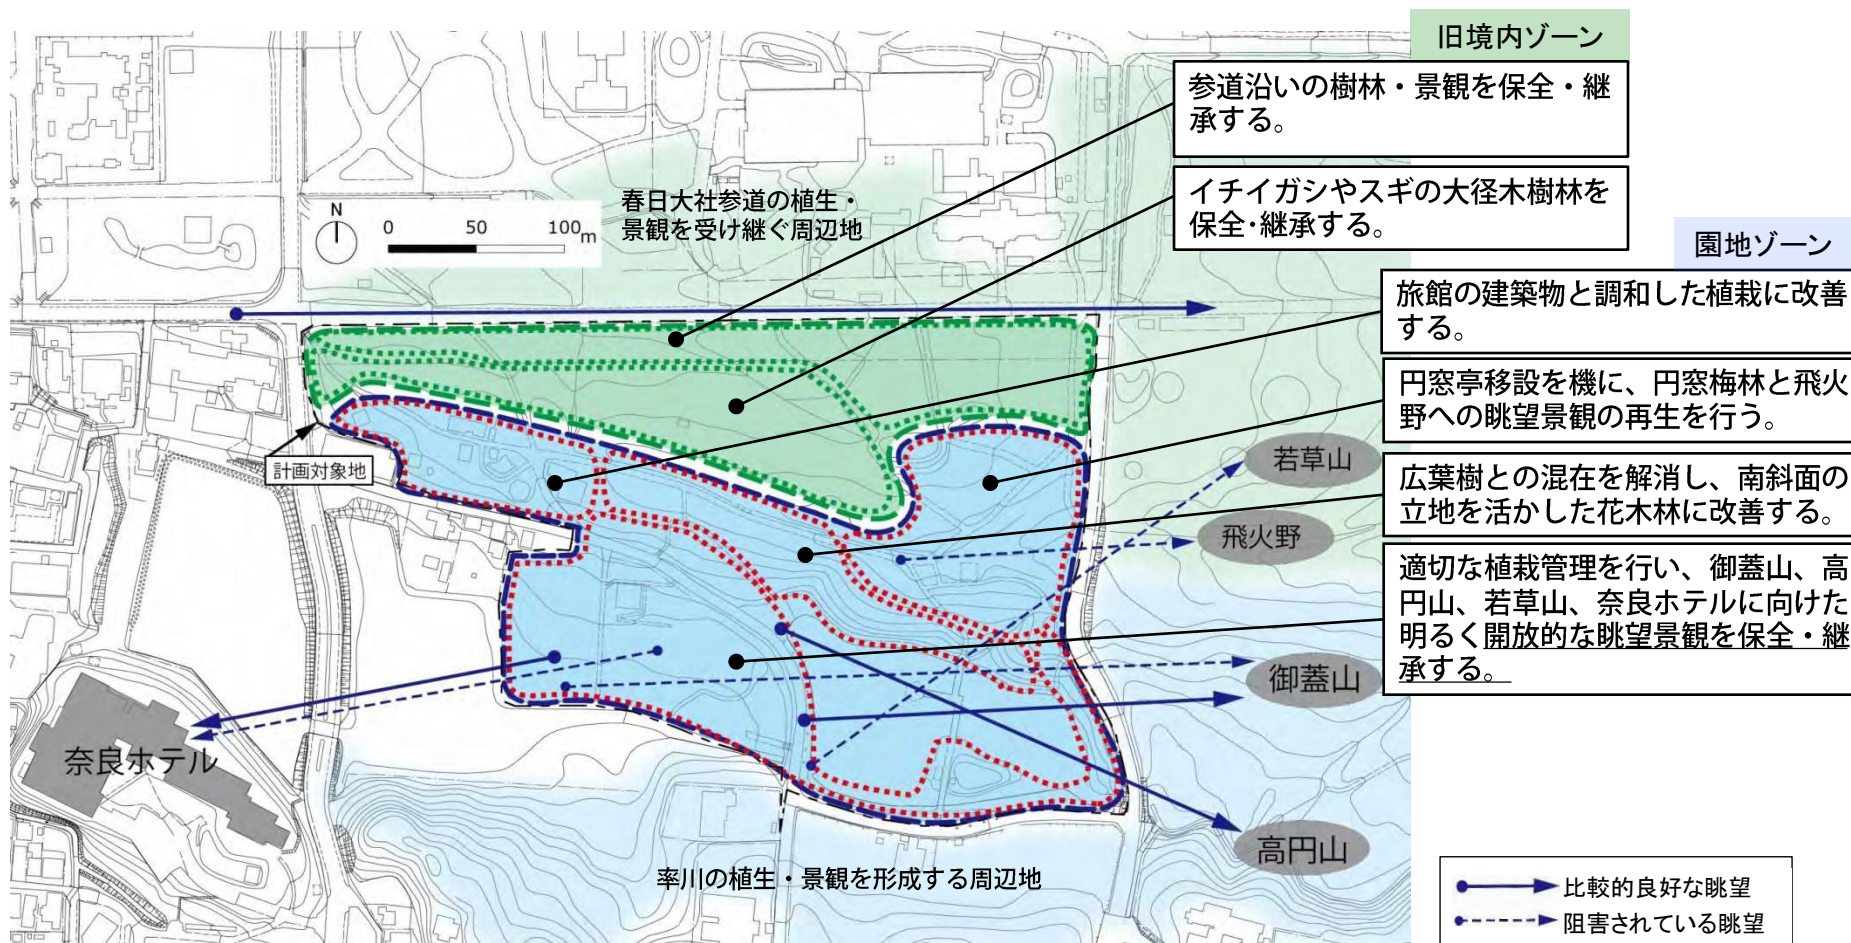 旧境内ゾーン
参道沿いの樹林・景観を保全・継
承する。
イチイガシやスギの大径木樹林を
保全･継承する。
春日大社参道の植生・
景観を受け継ぐ周辺地
N
0 50 100m
園地ゾーン
旅館の建築物と調和した植栽に改善
する。
円窓亭移設を機に、円窓梅林と飛火
野への眺望景観の再生を行う。
広葉樹との混在を解消し、南斜面の
立地を活かした花木林に改善する。
適切な植栽管理を行い、御蓋山、高
円山、若草山、奈良ホテルに向けた
明るく開放的な眺望景観を保全・継
承する。
計画対象地
若草山
飛火野
御蓋山
高円山
奈良ホテル
率川の植生・景観を形成する周辺地
比較的良好な眺望
阻害されている眺望